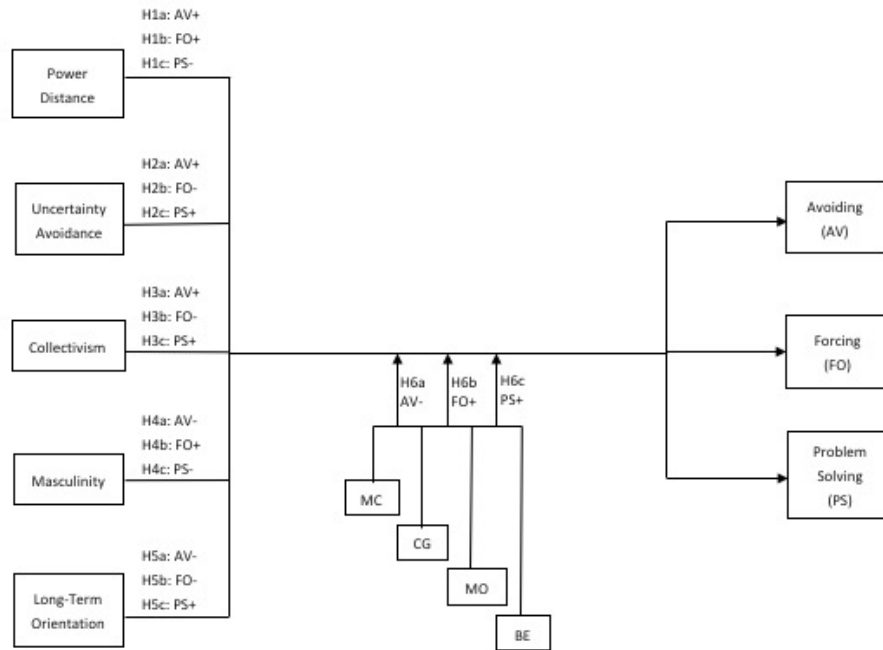 H1a: AV+
H1b: FO+
H1c: PS-
Power
Distance
H2a: AV+
H2b: FO-
H2c: PS+
Uncertainty
Avoidance
H3a: AV+
H3b: FO-
H3c: PS+
Collectivism
H4a: AV-
H4b: FO+
H4c: PS-
Masculinity
H5a: AV-
H5b: FO-
H5c: PS+
Long-Term
Orientation
H6a
AV-
H6b
FO+
H6c
PS+
MC
CG
MO
BE
Avoiding
(AV)
Forcing
(FO)
Problem
Solving
(PS)